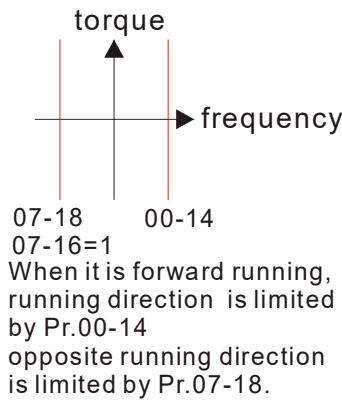 torque
frequency
07-18 00-14
07-16=1
When it is forward running,
running direction is limited
by Pr.00-14
opposite running direction
is limited by Pr.07-18.